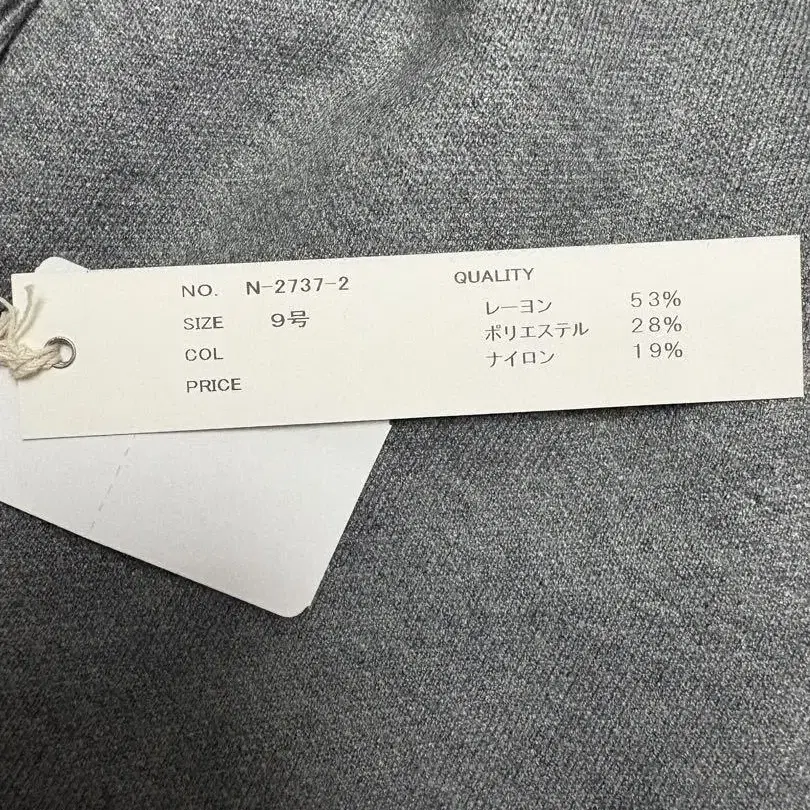 NO. N-2737-2
SIZE 9号
COL
PRICE
QUALITY
レーヨン 53%
ポリエステル 28%
ナイロン 19%